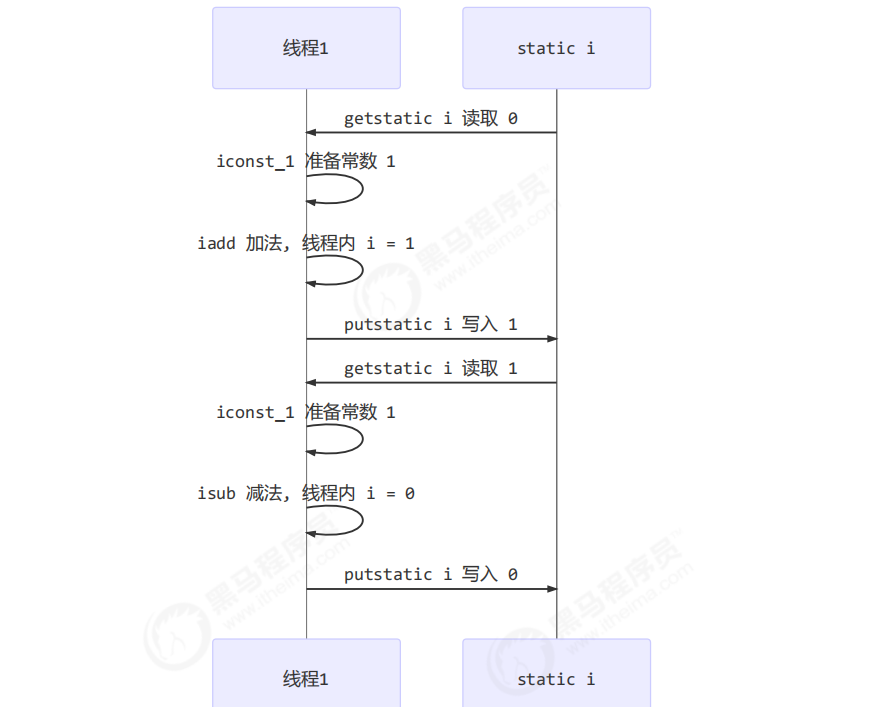 线程1
static i
getstatic i 读取 0
iconst_1 准备常数 1
iadd 加法, 线程内 i = 1
putstatic i 写入 1
getstatic i 读取 1
iconst_1 准备常数 1
isub 减法, 线程内 i = 0
putstatic i 写入 0
线程1
static i
黑马程序员
www.itheima.com
黑马程序员
www.itheima.com
黑马程序员
www.itheima.com